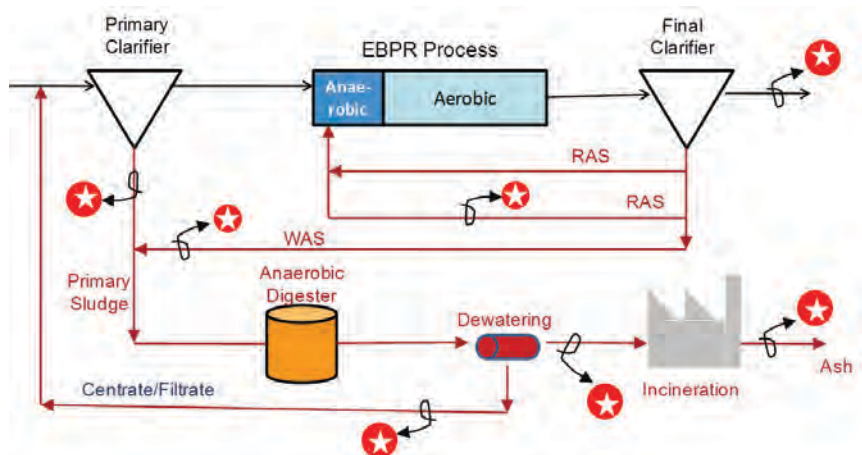 Primary
Clarifier
EBPR Process
Final
Clarifier
Anae-
robic
Aerobic
RAS
RAS
WAS
Primary
Sludge
Anaerobic
Digester
Dewatering
Centrate/Filtrate
Incineration
Ash